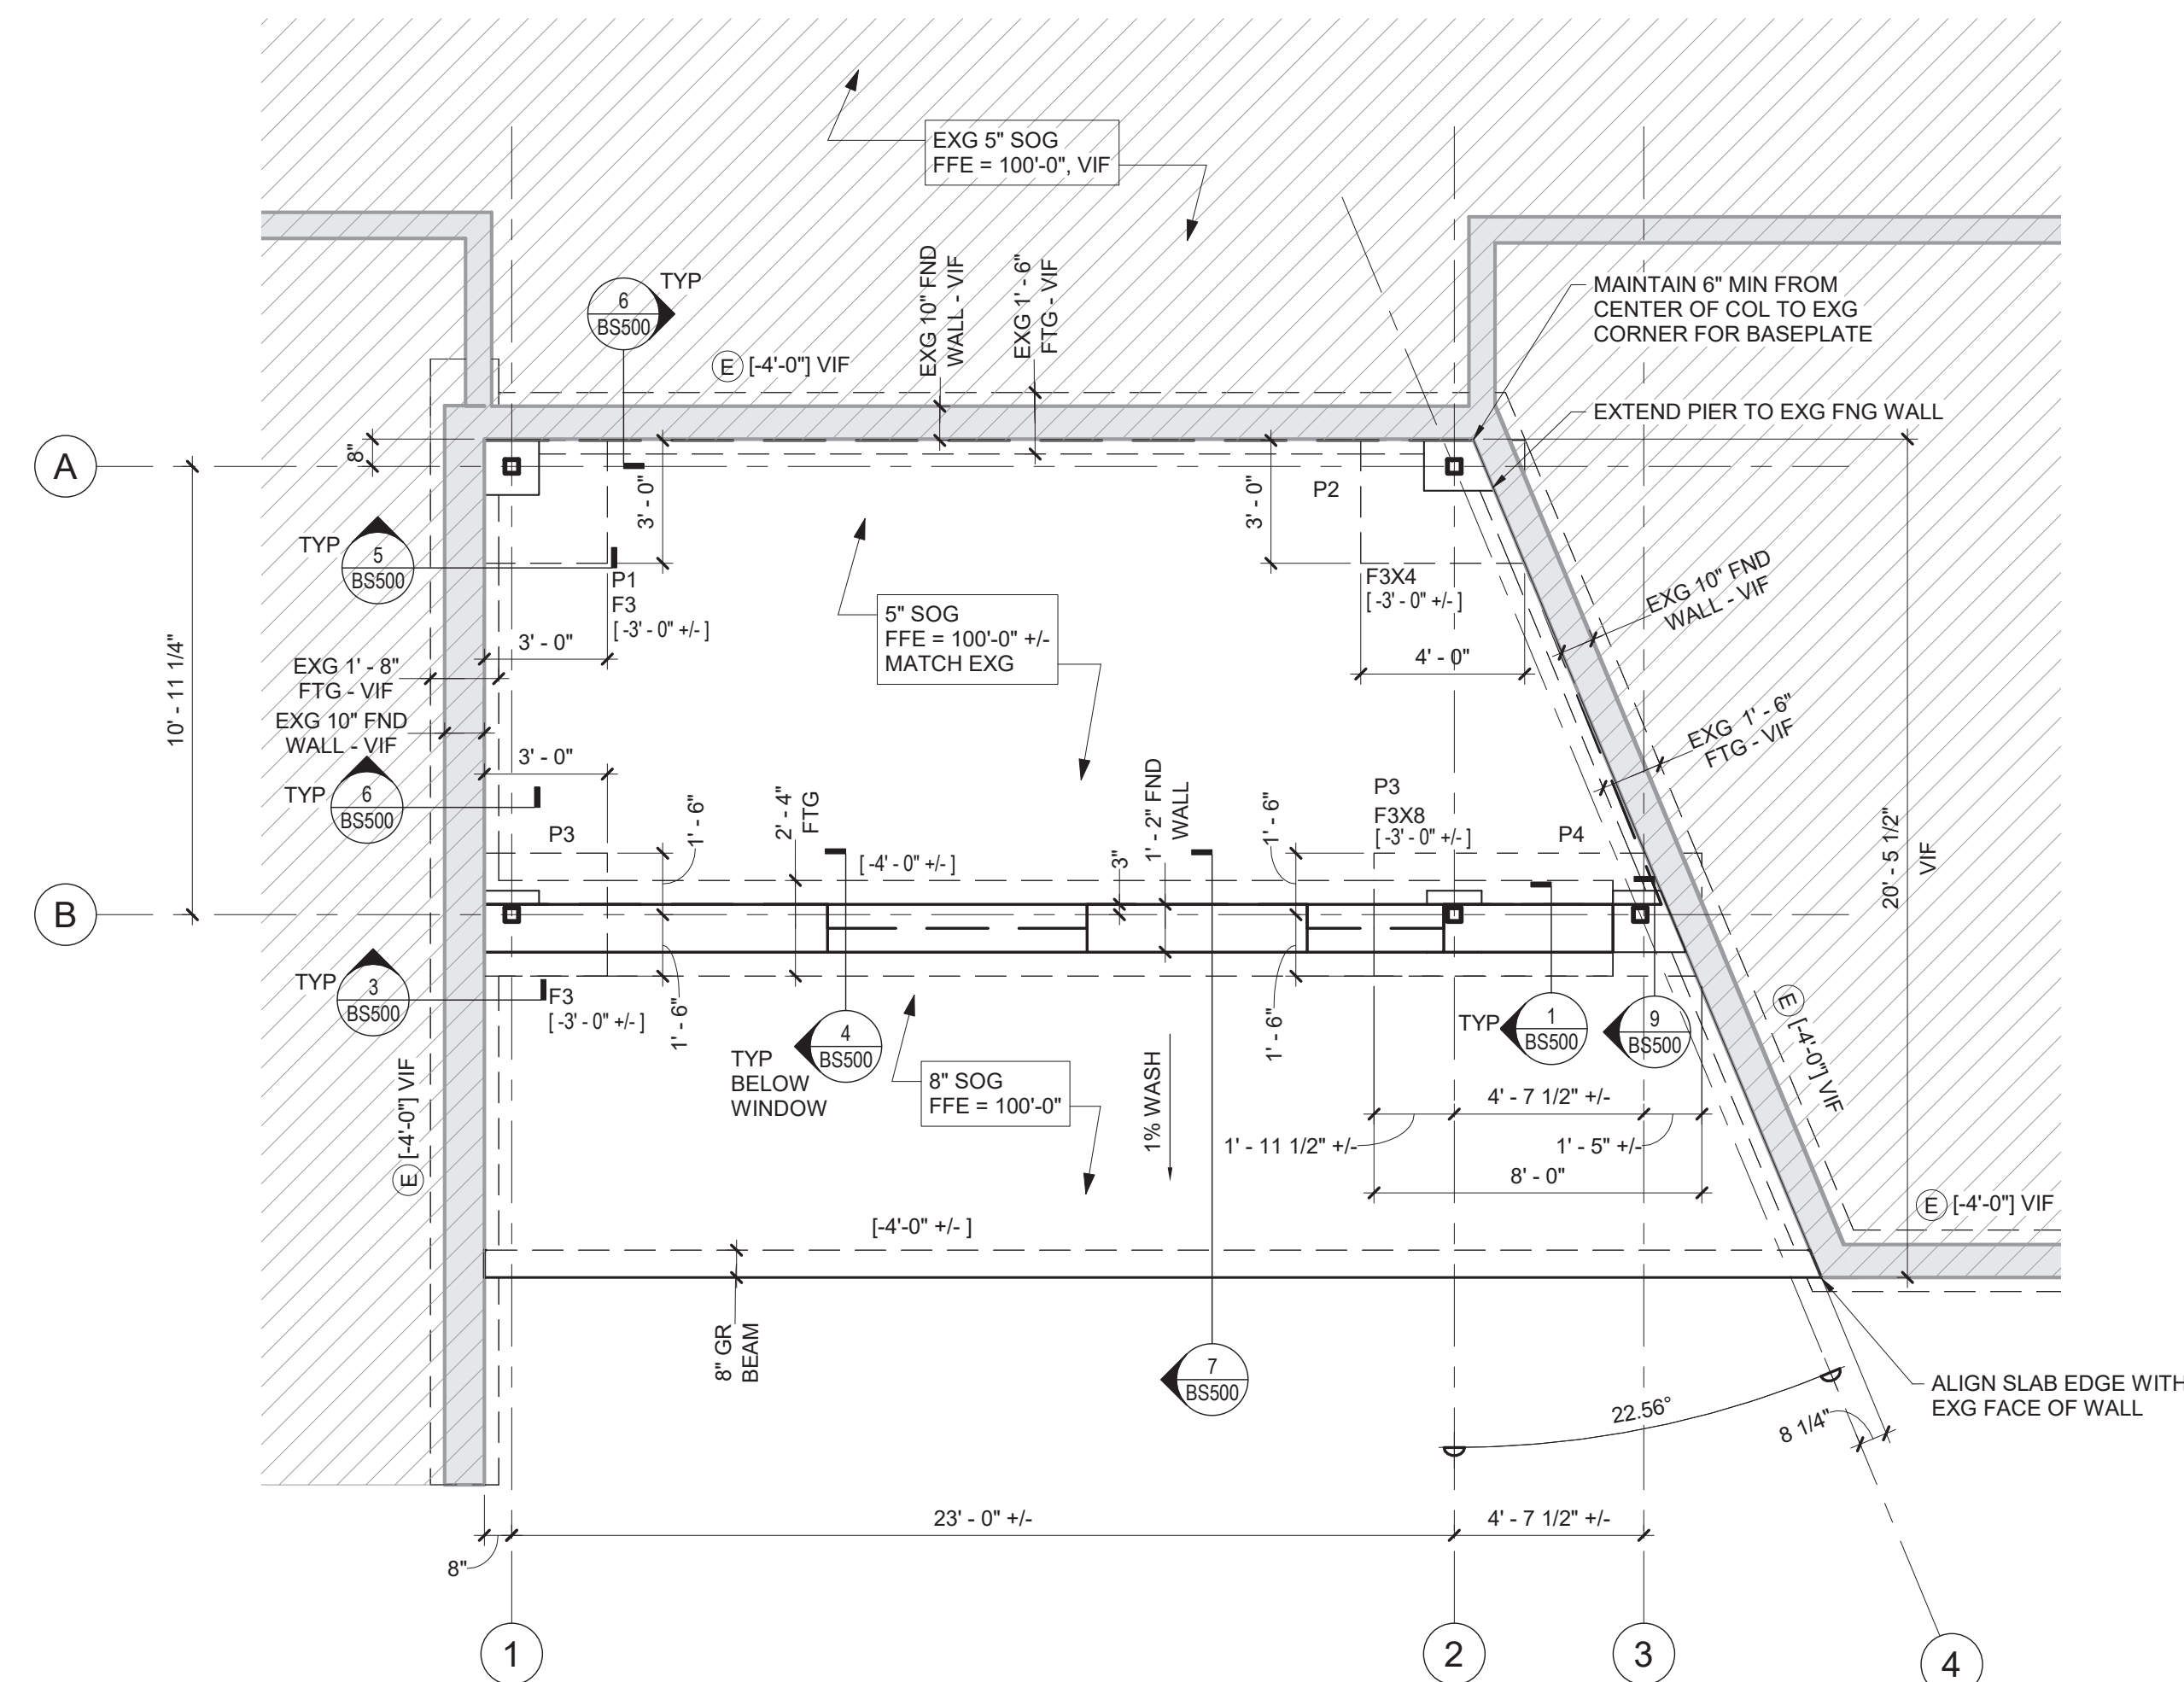 EXG 5" SOG
FFE = 100'-0", VIF
6
BS500
TYP
E [-4'-0"] VIF
EXG 10" FND
WALL - VIF
EXG 1' - 6"
FTG - VIF
MAINTAIN 6" MIN FROM
CENTER OF COL TO EXG
CORNER FOR BASEPLATE
EXTEND PIER TO EXG FNG WALL
A
8"
3' - 0"
3' - 0"
P2
TYP
5
BS500
P1
F3
[ -3' - 0" +/- ]
F3X4
[ -3' - 0" +/- ]
EXG 10" FND
WALL - VIF
5" SOG
FFE = 100'-0" +/-
MATCH EXG
10' - 11 1/4"
3' - 0"
4' - 0"
EXG 1' - 8"
FTG - VIF
EXG 10" FND
WALL - VIF
EXG 1' - 6"
FTG - VIF
3' - 0"
TYP
6
BS500
P3
1' - 6"
2' - 4"
FTG
[ -4' - 0" +/- ]
3"
1' - 2" FND
WALL
1' - 6"
P3
F3X8
[ -3' - 0" +/- ]
P4
20' - 5 1/2"
VIF
B
TYP
3
BS500
F3
[ -3' - 0" +/- ]
1' - 6"
TYP
BELOW
WINDOW
4
BS500
8" SOG
FFE = 100'-0"
1% WASH
1' - 6"
TYP
1
BS500
9
BS500
E [-4'-0"] VIF
E [-4'-0"] VIF
4' - 7 1/2" +/-
1' - 11 1/2" +/-
1' - 5" +/-
8' - 0"
E [-4'-0"] VIF
[-4'-0" +/- ]
8" GR
BEAM
7
BS500
22.56°
8 1/4"
ALIGN SLAB EDGE WITH
EXG FACE OF WALL
23' - 0" +/-
4' - 7 1/2" +/-
8"
1
2
3
4